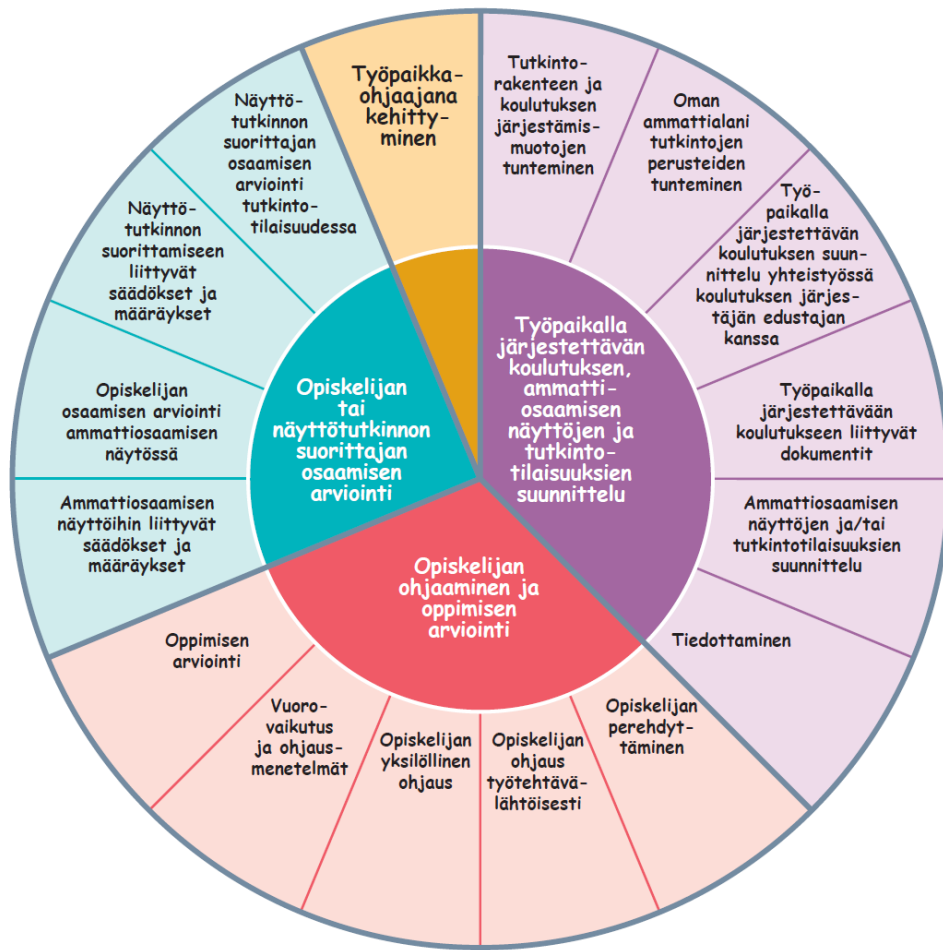 Työpaikka-
ohjaajana
kehitty-
minen
Tutkinto-
rakenteen ja
koulutuksen
järjestämis-
muotojen
tunteminen
Oman
ammattialani
tutkintojen
perusteiden
tunteminen
Työ-
paikalla
järjestettävän
koulutuksen suun-
nittelu yhteistyössä
koulutuksen järjes-
täjän edustajan
kanssa
Työpaikalla
järjestettävään
koulutukseen liittyvät
dokumentit
Ammattiosaamisen
näyttöjen ja/tai
tutkintotilaisuuksien
suunnittelu
Tiedottaminen
Työpaikalla
järjestettävän
koulutuksen,
ammatti-
osaamisen
näyttöjen ja
tutkinto-
tilaisuuksien
suunnittelu
Opiskelijan
perehdyt-
täminen
Opiskelijan
ohjaus
työtehtävä-
lähtöisesti
Opiskelijan
yksilöllinen
ohjaus
Vuoro-
vaikutus
ja ohjaus-
menetelmät
Oppimisen
arviointi
Opiskelijan
ohjaaminen ja
oppimisen
arviointi
Ammattiosaamisen
näyttöihin liittyvät
säädökset ja
määräykset
Opiskelijan
osaamisen arviointi
ammattiosaamisen
näytössä
Näyttö-
tutkinnon
suorittamiseen
liittyvät
säädökset ja
määräykset
Näyttö-
tutkinnon
suorittajan
osaamisen
arviointi
tutkinto-
tilaisuudessa
Opiskelijan
tai
näyttötutkinnon
suorittajan
osaamisen
arviointi